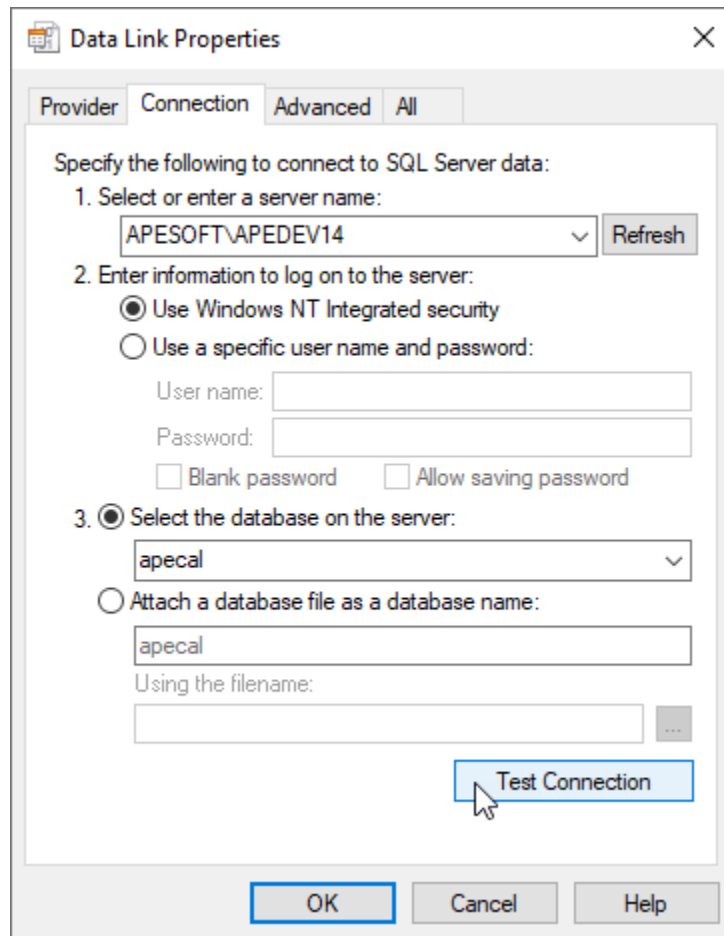 Data Link Properties
Provider Connection Advanced All
Specify the following to connect to SQL Server data:
1. Select or enter a server name:
APESOFT\APEDEV14 Refresh
2. Enter information to log on to the server:
Use Windows NT Integrated security
Use a specific user name and password:
User name:
Password:
Blank password Allow saving password
3. Select the database on the server:
apecal
Attach a database file as a database name:
apecal
Using the filename:
...
Test Connection
OK Cancel Help